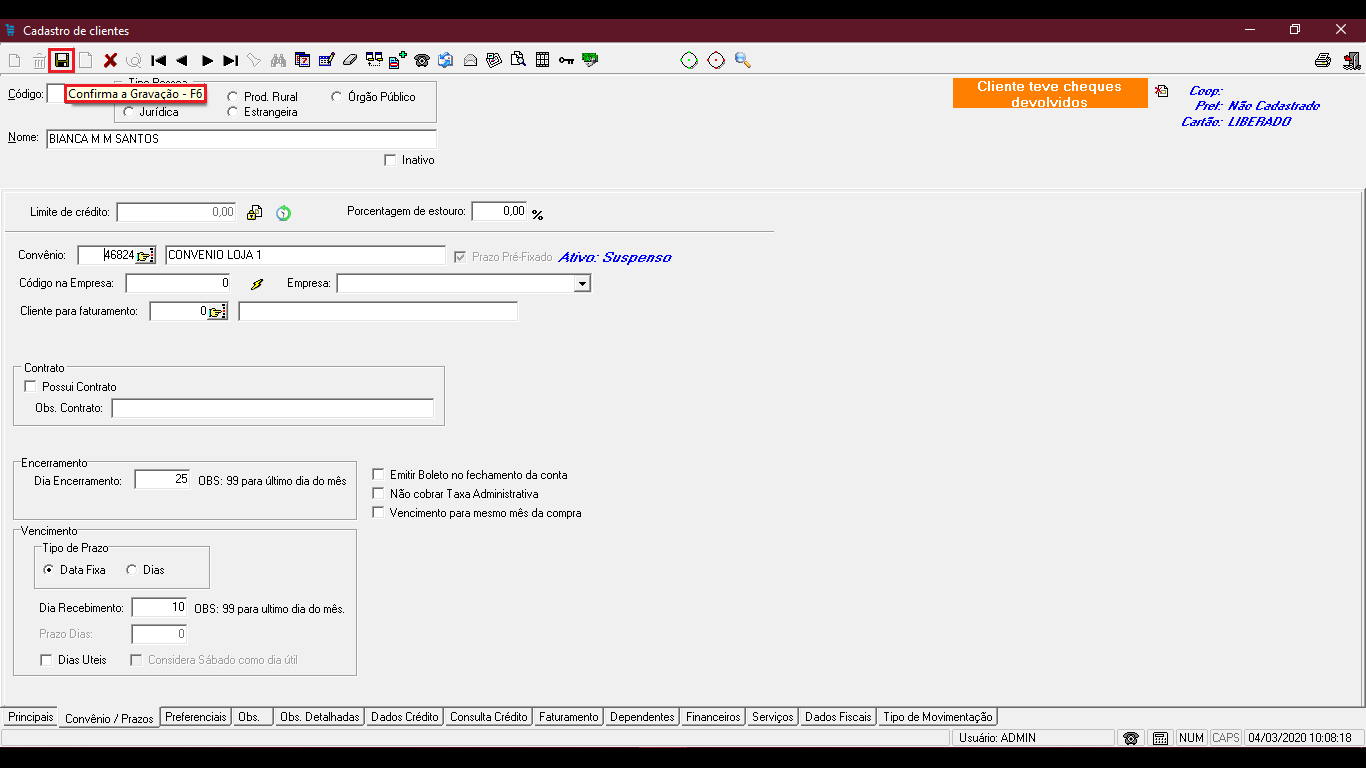 Cadastro de clientes
Código:
Confirma a Gravação - F6
Tipo Pessoa
Prod. Rural
Órgão Público
Jurídica
Estrangeira
Cliente teve cheques
devolvidos
Coop:
Pref: Não Cadastrado
Cartão: LIBERADO
Nome: BIANCA M M SANTOS
Inativo
Limite de crédito: 0,00
Porcentagem de estouro: 0,00 %
Convênio: 46824 CONVENIO LOJA 1
Prazo Pré-Fixado Ativo: Suspenso
Código na Empresa: 0
Empresa:
Cliente para faturamento: 0
Contrato
Possui Contrato
Obs. Contrato:
Encerramento
Dia Encerramento: 25 OBS: 99 para último dia do mês
Emitir Boleto no fechamento da conta
Não cobrar Taxa Administrativa
Vencimento para mesmo mês da compra
Vencimento
Tipo de Prazo
Data Fixa Dias
Dia Recebimento: 10 OBS: 99 para ultimo dia do mês.
Prazo Dias: 0
Dias Uteis Considera Sábado como dia útil
Principais Convênio / Prazos Preferenciais Obs. Obs. Detalhadas Dados Crédito Consulta Crédito Faturamento Dependentes Financeiros Serviços Dados Fiscais Tipo de Movimentação
Usuário: ADMIN NUM CAPS 04/03/2020 10:08:18